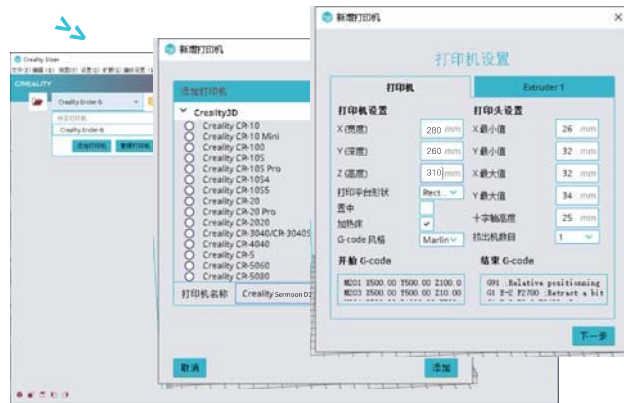 Creality Slicer
CREALITY
Creality Ender-6
Creality Ender-6
添加打印机
管理打印机
新增打印机
添加打印机
Creality3D
Creality CR-10
Creality CR-10 Mini
Creality CR-100
Creality CR-10S
Creality CR-10S Pro
Creality CR-10S4
Creality CR-10S5
Creality CR-20
Creality CR-20 Pro
Creality CR-2020
Creality CR-3040/CR-3040S
Creality CR-4040
Creality CR-5
Creality CR-5060
Creality CR-5080
打印机名称 Creality Sermoon D1
取消
添加
新增打印机
打印机设置
打印机 Extruder 1
打印机设置 打印头设置
X (宽度) 280 mm X 最小值 26 mm
Y (深度) 260 mm Y 最小值 32 mm
Z (高度) 310 mm X 最大值 32 mm
打印平台形状 Rect... Y 最大值 34 mm
置中
十字轴高度 25 mm
加热床
G-code 风格 Marlin 挤出机数目 1
开始 G-code 结束 G-code
M201 X500.00 Y500.00 Z100.0 G91 ;Relative positionning
M203 X500.00 Y500.00 Z10.00 G1 E-2 F2700 ;Retract a bit
下一步